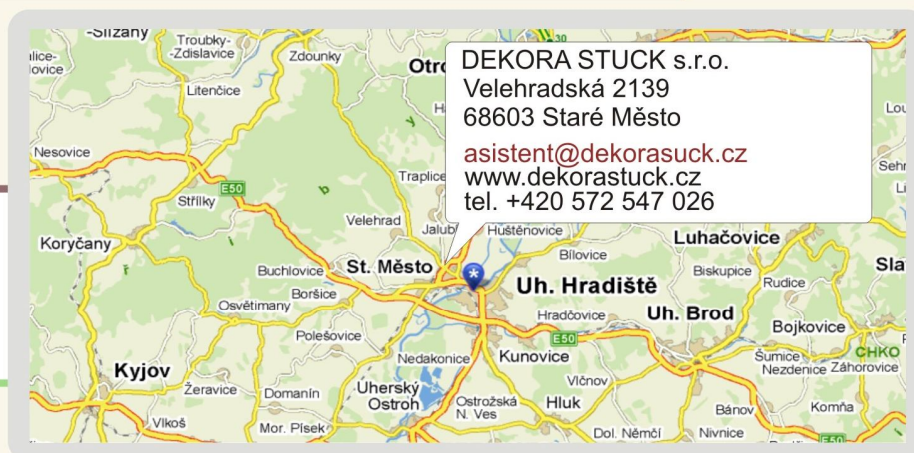 -Slížany
Troubky-
-Zdislavice
Zdounky
30
Litenčice
DEKORA STUCK s.r.o.
Velehradská 2139
68603 Staré Město
asistent@dekorasuck.cz
www.dekorastuck.cz
tel. +420 572 547 026
Nesovice
E50
Střílky
Velehrad
Huštěnovice
Luhačovice
Koryčany
Buchlovice
St. Město
Bílovice
Biskupice
Rudice
Osvětimany
Boršice
Uh. Hradiště
Hradčovice
Uh. Brod
Bojkovice
Polešovice
E50
CHKO
Kyjov
Nedakonice
Kunovice
Šumice
Nezdenice
Záhorovice
Žeravice
Domanín
Uherský
Ostroh
Ostrožská
N. Ves
Vlčnov
Hluk
Bánov
Komňa
Vlkoš
Mor. Písek
Dol. Němčí
Nivnice
E50